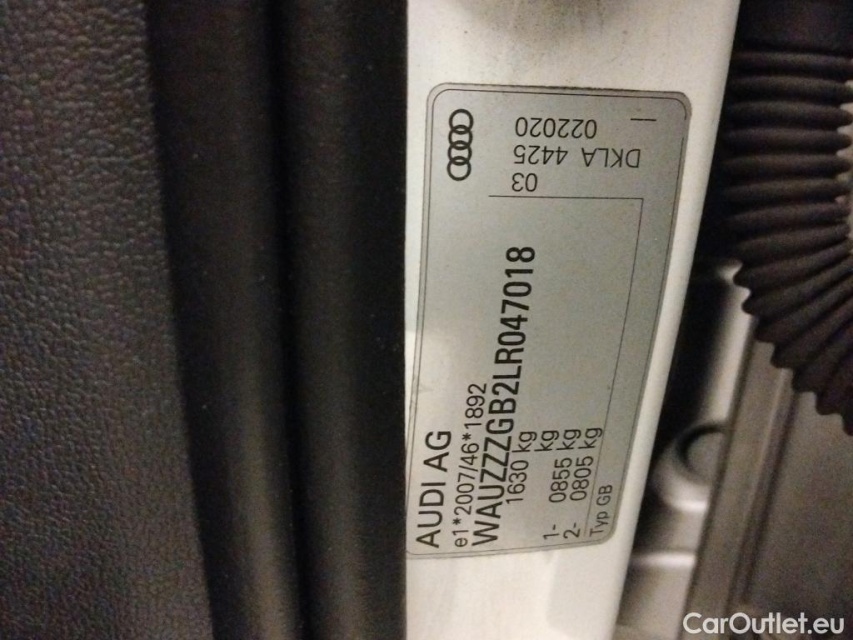 AUDI AG
e1*2007/46*1892
WAUZZZGB2LR047018
1630 kg
kg
1- 0855 kg
2- 0805 kg
Typ GB
03
DKLA 4425
022020
CarOutlet.eu